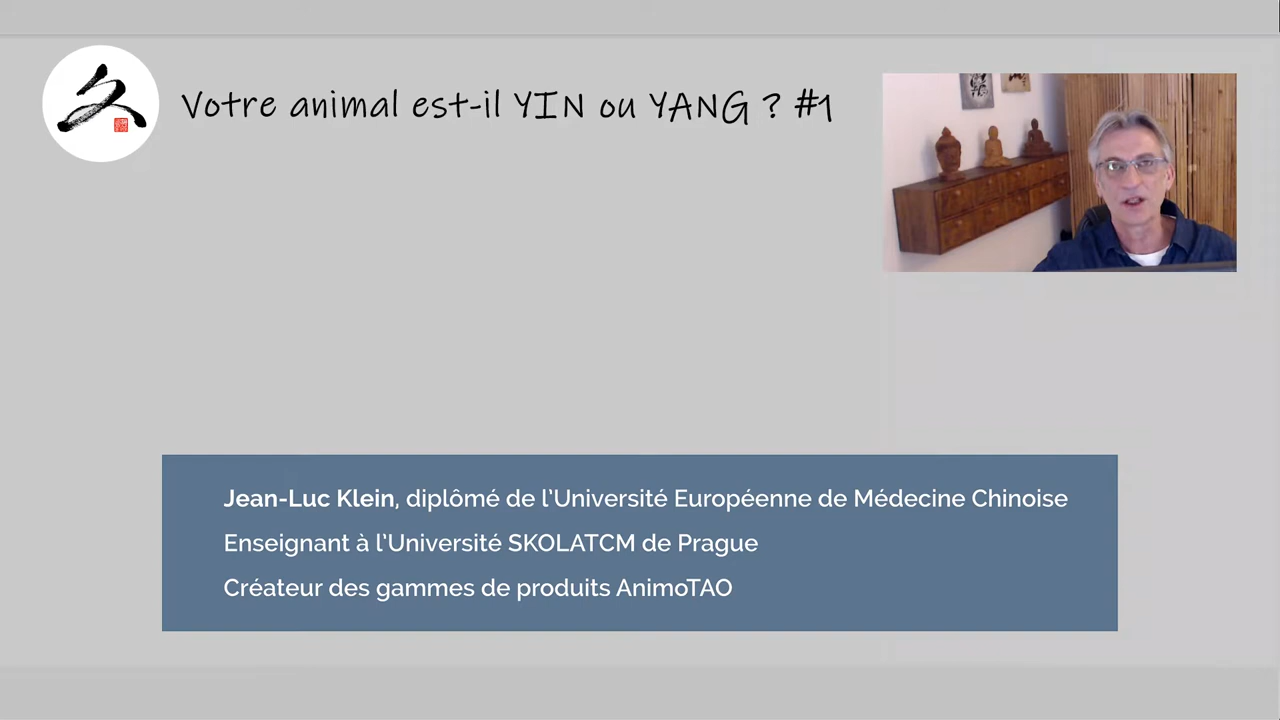 久
Votre animal est-il YIN ou YANG ? #1
Jean-Luc Klein, diplômé de l'Université Européenne de Médecine Chinoise
Enseignant à l'Université SKOLATCM de Prague
Créateur des gammes de produits AnimoTAO